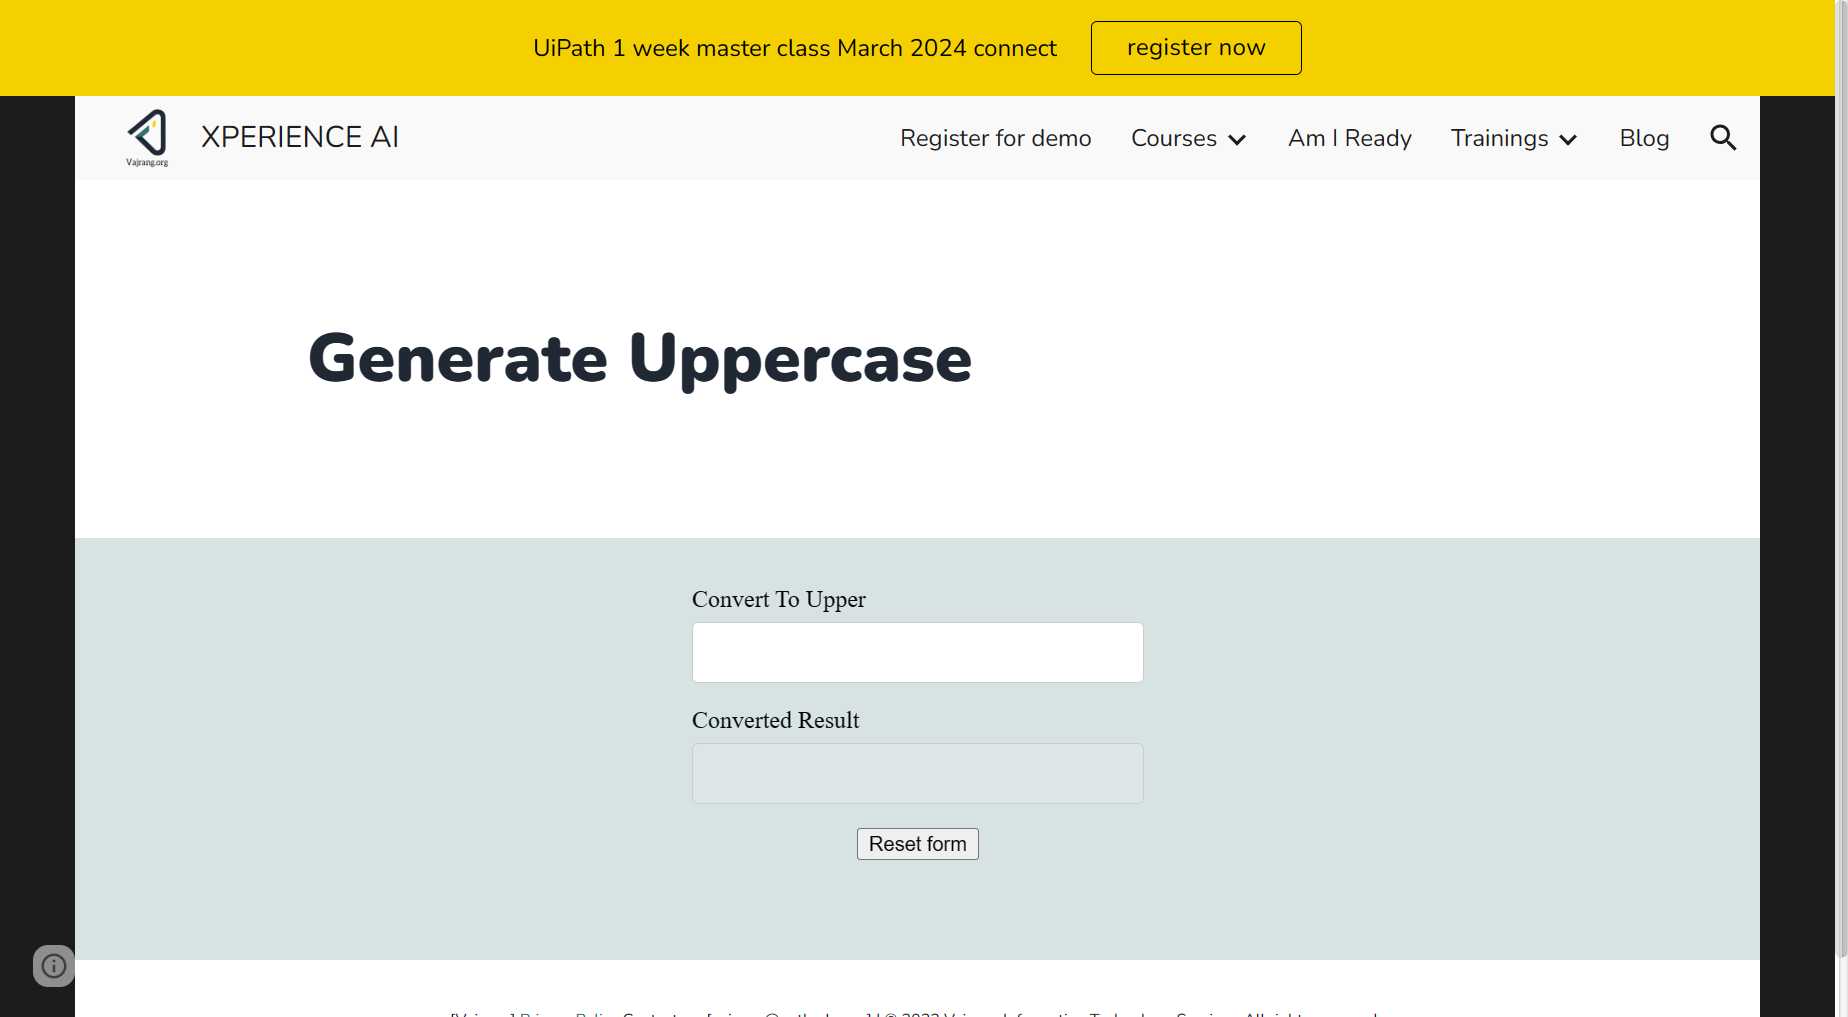 UiPath 1 week master class March 2024 connect register now
Vajrang.org
XPERIENCE AI Register for demo Courses Am I Ready Trainings Blog
Generate Uppercase
Convert To Upper
Converted Result
Reset form